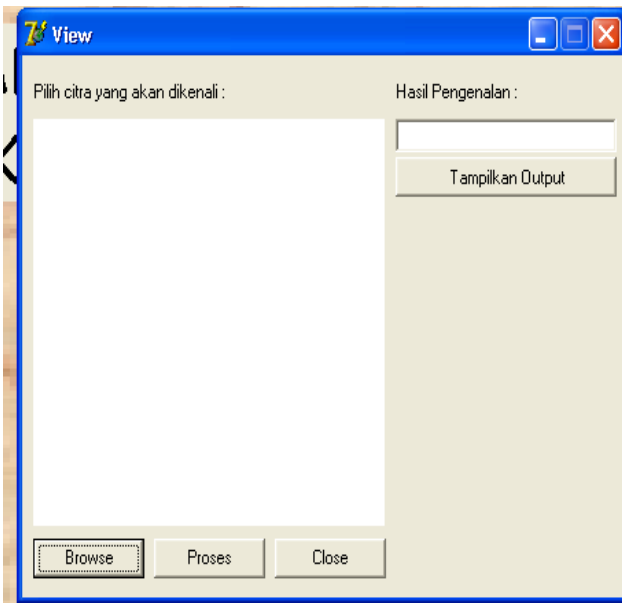 View
Pilih citra yang akan dikenali :
Hasil Pengenalan :
Tampilkan Output
Browse
Proses
Close